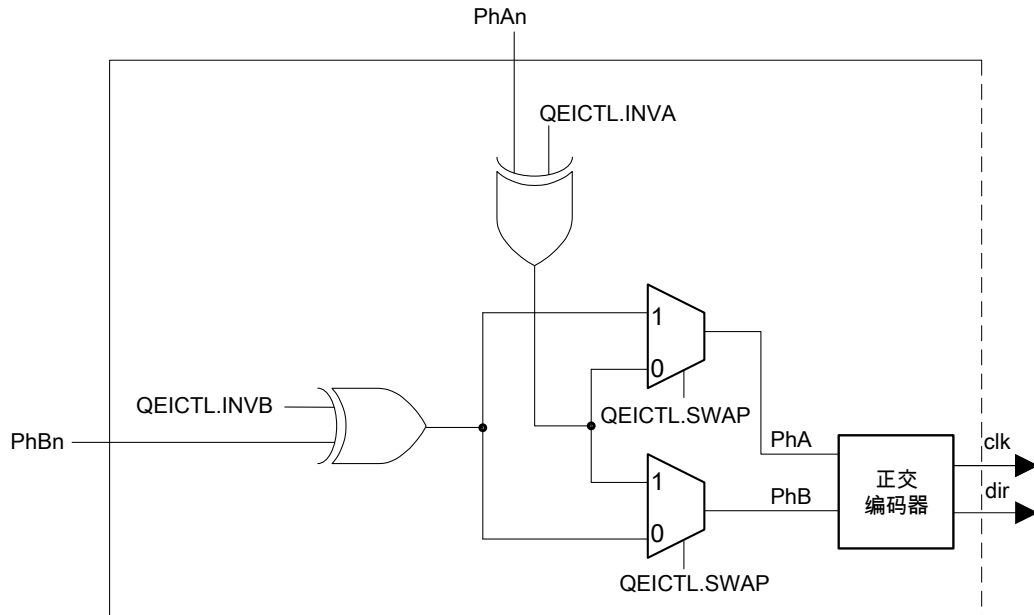 PhAn
QEICTL.INVA
1
0
QEICTL.INVB
QEICTL.SWAP
PhBn
PhA
clk
正交
编码器
1
PhB
dir
0
QEICTL.SWAP